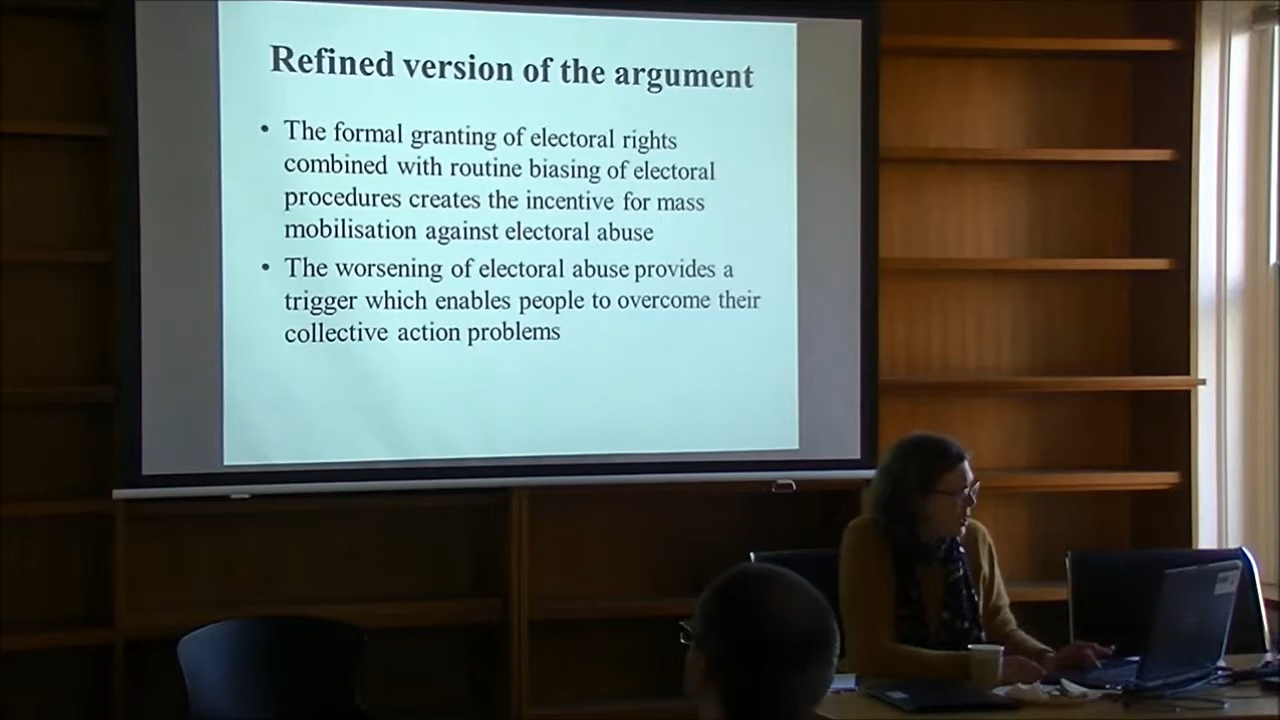 Refined version of the argument
• The formal granting of electoral rights
combined with routine biasing of electoral
procedures creates the incentive for mass
mobilisation against electoral abuse
• The worsening of electoral abuse provides a
trigger which enables people to overcome their
collective action problems